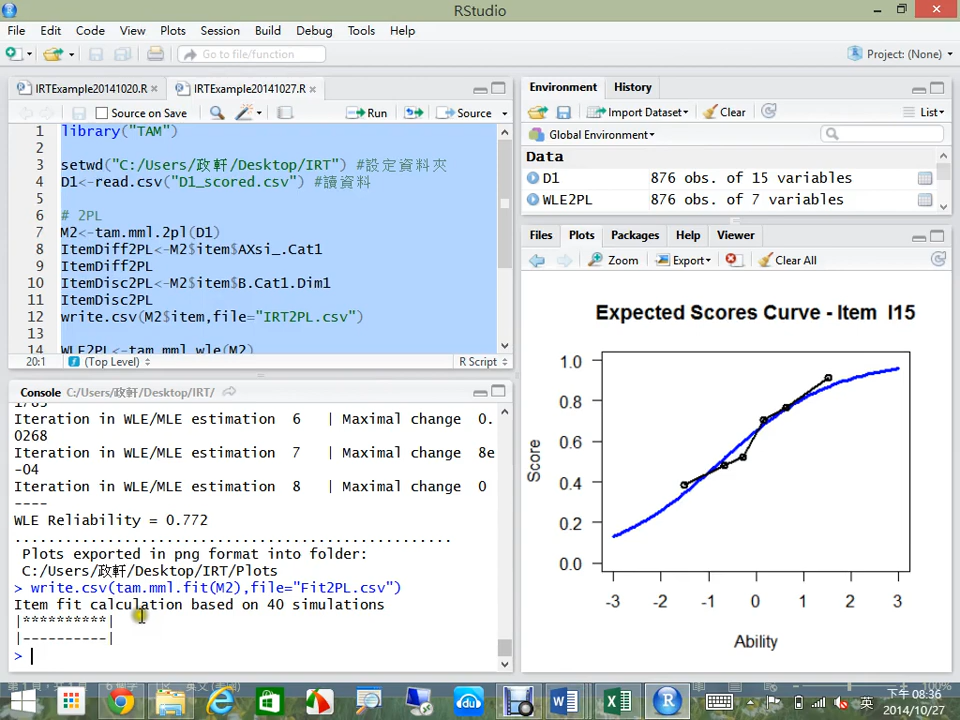 RStudio
File Edit Code View Plots Session Build Debug Tools Help
Go to file/function
Project: (None)
IRTExample20141020.R
IRTExample20141027.R
Source on Save
Run
Source
1 library("TAM")
2
3 setwd("C:/Users/政軒/Desktop/IRT") #設定資料夾
4 D1<-read.csv("D1_scored.csv") #讀資料
5
6 # 2PL
7 M2<-tam.mml.2pl(D1)
8 ItemDiff2PL<-M2$item$AXsi_.Cat1
9 ItemDiff2PL
10 ItemDisc2PL<-M2$item$B.Cat1.Dim1
11 ItemDisc2PL
12 write.csv(M2$item,file="IRT2PL.csv")
13
14 WLE2PL<-tam.mml.wle(M2)
20:1 (Top Level) R Script
Console C:/Users/政軒/Desktop/IRT/
1785
Iteration in WLE/MLE estimation 6 | Maximal change 0.
0268
Iteration in WLE/MLE estimation 7 | Maximal change 8e
-04
Iteration in WLE/MLE estimation 8 | Maximal change 0
----
WLE Reliability = 0.772
....................................................
Plots exported in png format into folder:
C:/Users/政軒/Desktop/IRT/Plots
> write.csv(tam.mml.fit(M2),file="Fit2PL.csv")
Item fit calculation based on 40 simulations
|**********|
|----------|
>
Environment History
Import Dataset Clear List
Global Environment
Data
D1 876 obs. of 15 variables
WLE2PL 876 obs. of 7 variables
Files Plots Packages Help Viewer
Zoom Export Clear All
Expected Scores Curve - Item I15
Score
1.0
0.8
0.6
0.4
0.2
0.0
-3 -2 -1 0 1 2 3
Ability
英
下午 08:36
2014/10/27